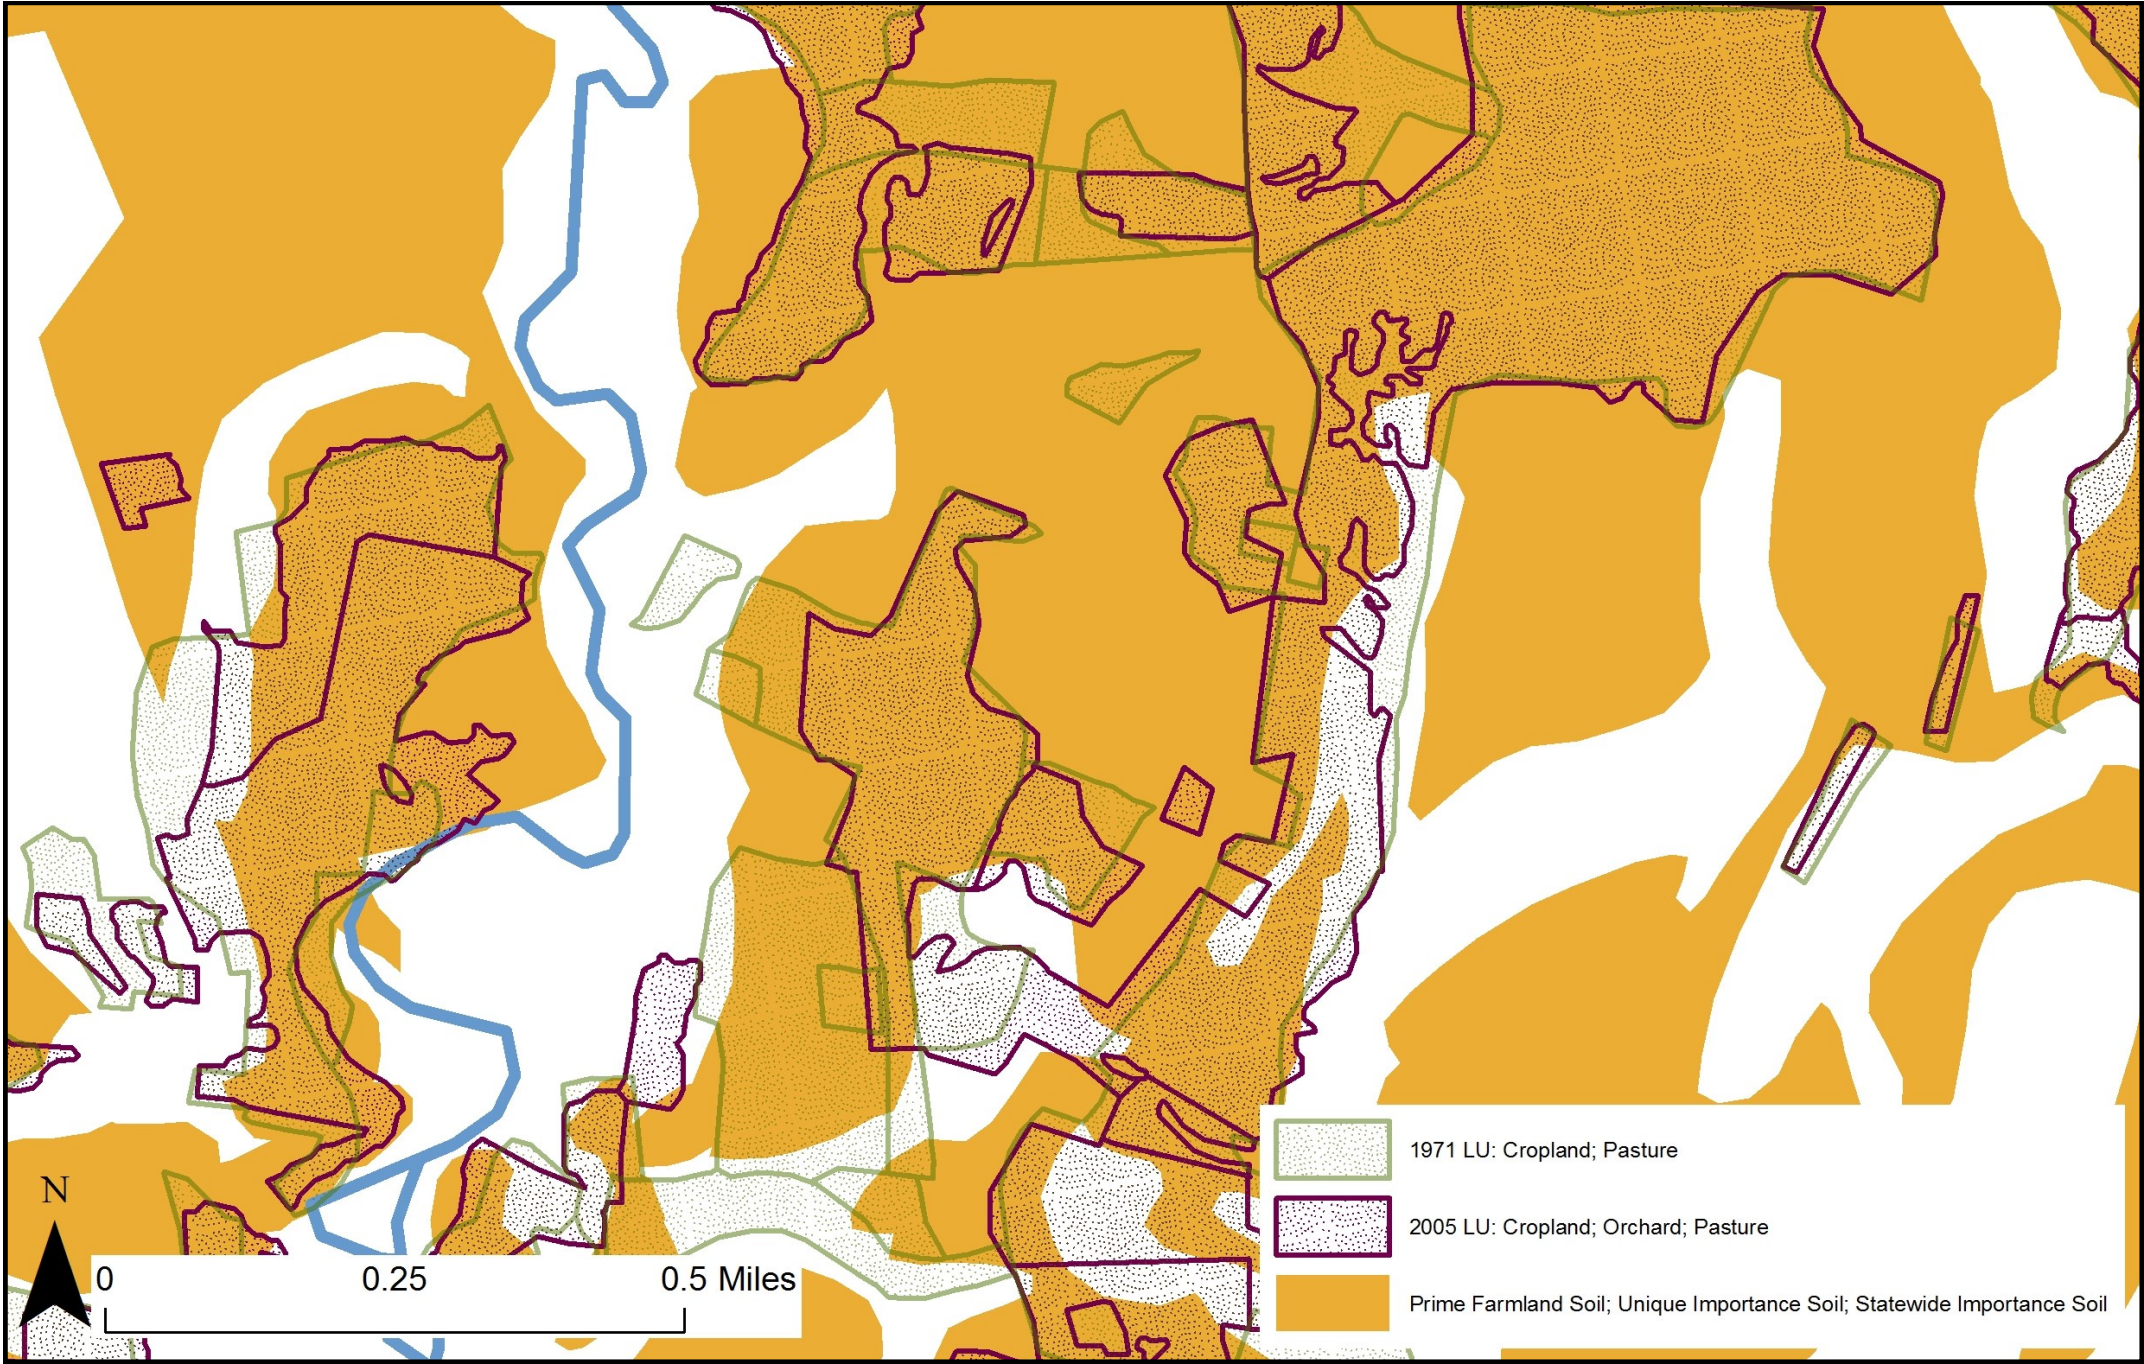 1971 LU: Cropland; Pasture
2005 LU: Cropland; Orchard; Pasture
Prime Farmland Soil; Unique Importance Soil; Statewide Importance Soil
N
0 0.25 0.5 Miles